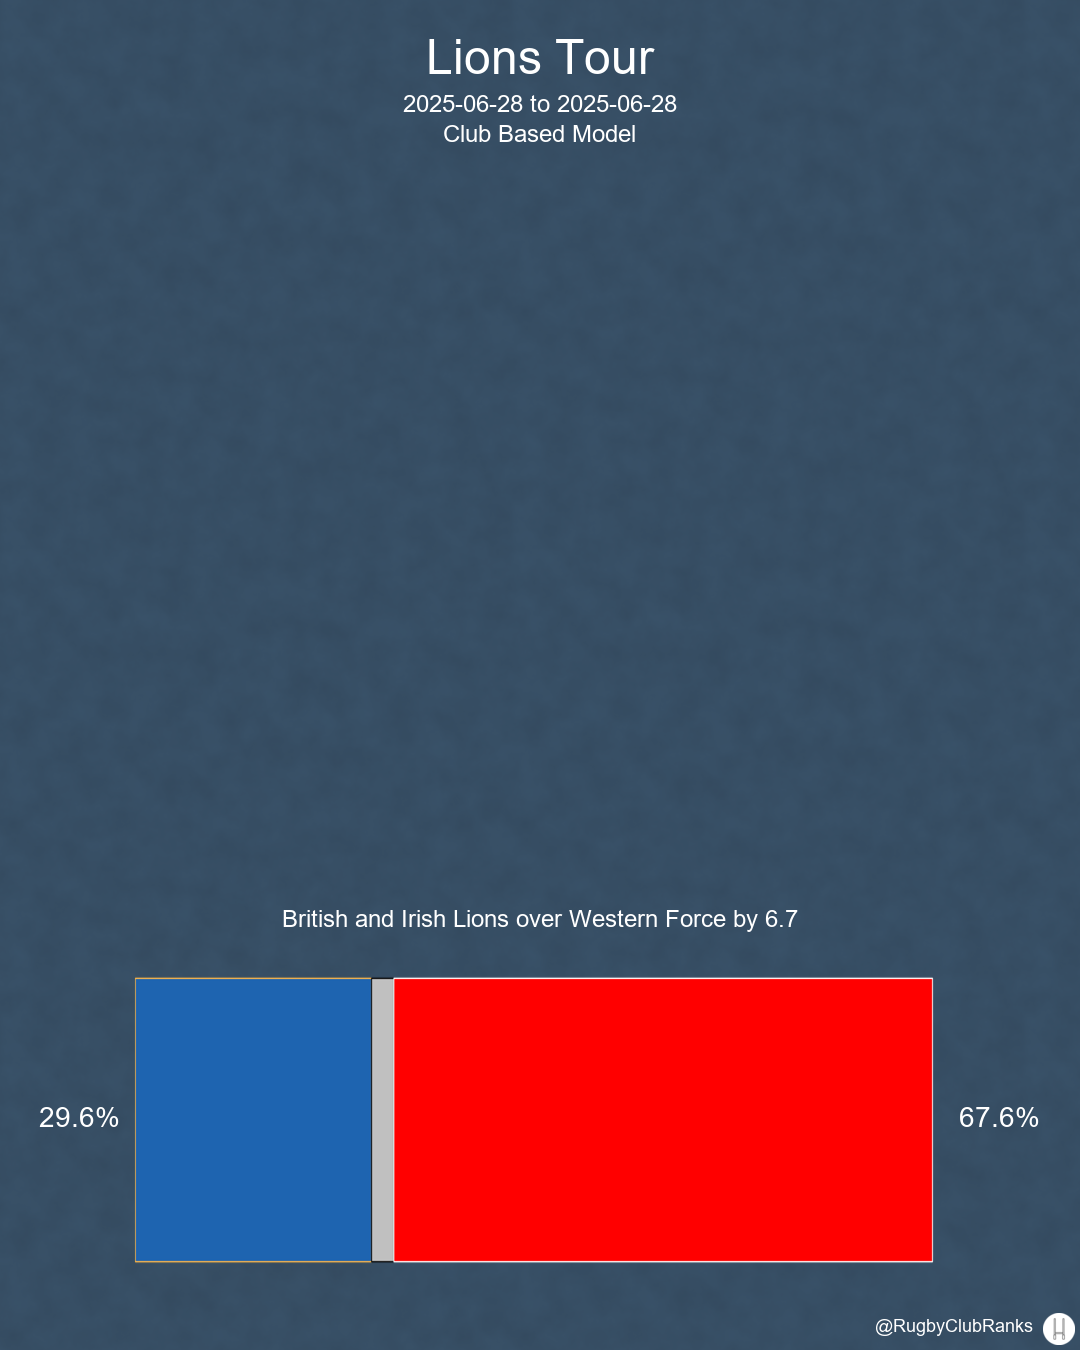 Lions Tour
2025-06-28 to 2025-06-28
Club Based Model
British and Irish Lions over Western Force by 6.7
29.6%
67.6%
@RugbyClubRanks